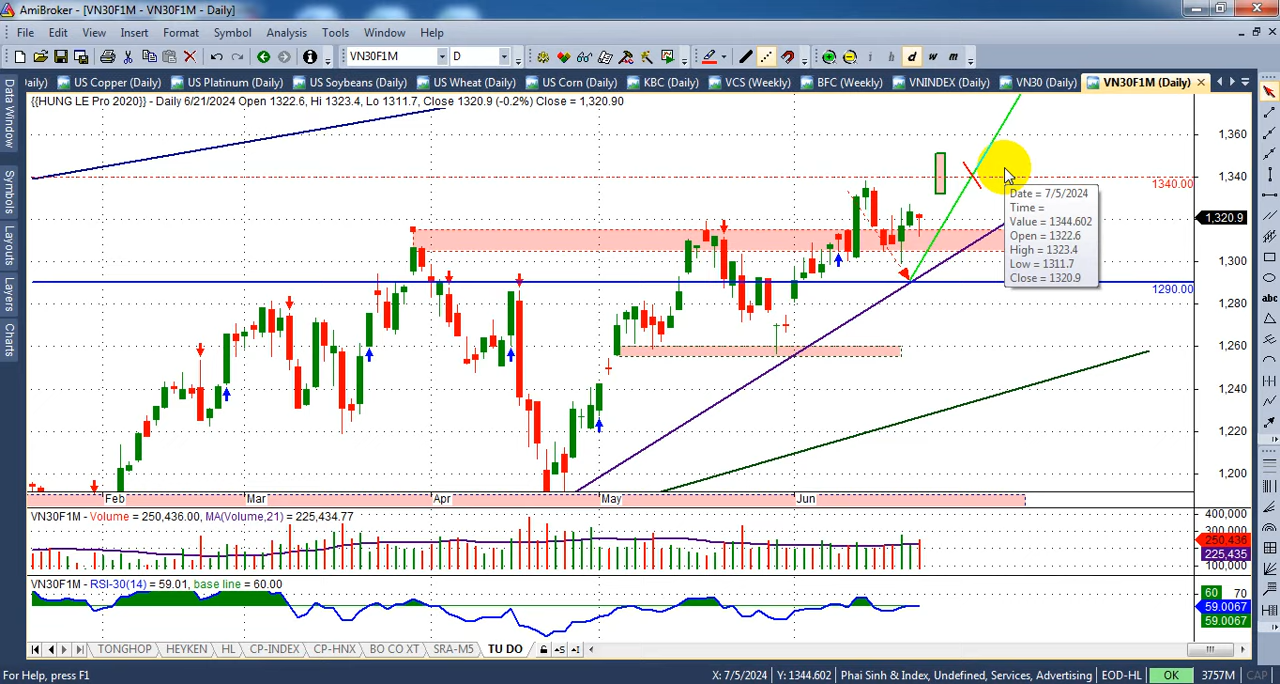 AmiBroker - [VN30F1M - Daily]
File Edit View Insert Format Symbol Analysis Tools Window Help
VN30F1M D
i h d w m
aily) US Copper (Daily) US Platinum (Daily) US Soybeans (Daily) US Wheat (Daily) US Corn (Daily) KBC (Daily) VCS (Weekly) BFC (Weekly) VNINDEX (Daily) VN30 (Daily) VN30F1M (Daily)
{{HUNG LE Pro 2020}} - Daily 6/21/2024 Open 1322.6, Hi 1323.4, Lo 1311.7, Close 1320.9 (-0.2%) Close = 1,320.90
Data Window
Symbols
Layouts
Layers
Charts
abc
1,360
1,340
1340.00
1,320.9
1,300
1290.00
1,280
1,260
1,240
1,220
1,200
Date = 7/5/2024
Time =
Value = 1344.602
Open = 1322.6
High = 1323.4
Low = 1311.7
Close = 1320.9
Feb Mar Apr May Jun
VN30F1M - Volume = 250,436.00, MA(Volume,21) = 225,434.77
400,000
300,000
250,436
225,435
100,000
VN30F1M - RSI-30(14) = 59.01, base line = 60.00
60 70
59.0067
59.0067
TONGHOP HEYKEN HL CP-INDEX CP-HNX BO CO XT SRA-M5 TU DO
For Help, press F1 X: 7/5/2024 Y: 1344.602 Phai Sinh & Index, Undefined, Services, Advertising EOD-HL OK 3757M CAP